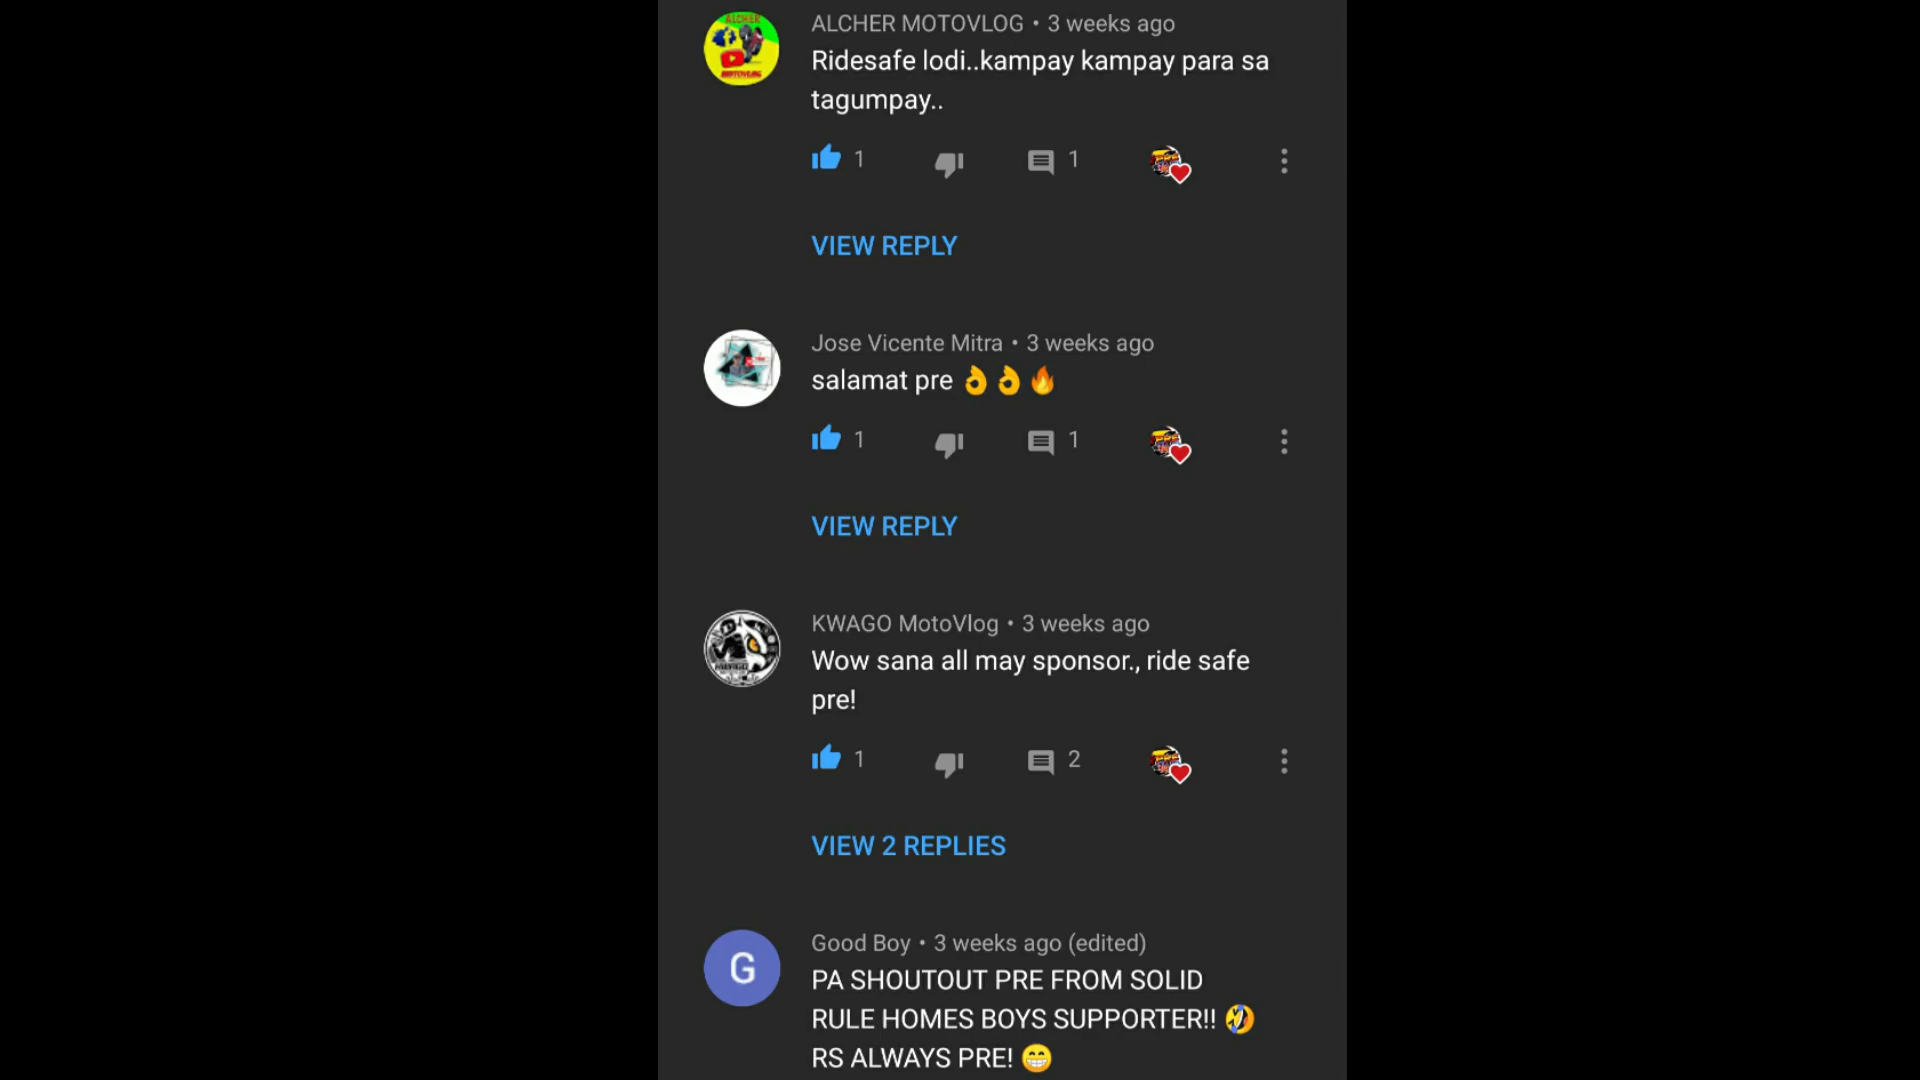 ALCHER MOTOVLOG • 3 weeks ago
Ridesafe lodi..kampay kampay para sa
tagumpay..
1 1
VIEW REPLY
Jose Vicente Mitra • 3 weeks ago
salamat pre 👌👌🔥
1 1
VIEW REPLY
KWAGO MotoVlog • 3 weeks ago
Wow sana all may sponsor., ride safe
pre!
1 2
VIEW 2 REPLIES
G
Good Boy • 3 weeks ago (edited)
PA SHOUTOUT PRE FROM SOLID
RULE HOMES BOYS SUPPORTER!! 🤣
RS ALWAYS PRE! 😁